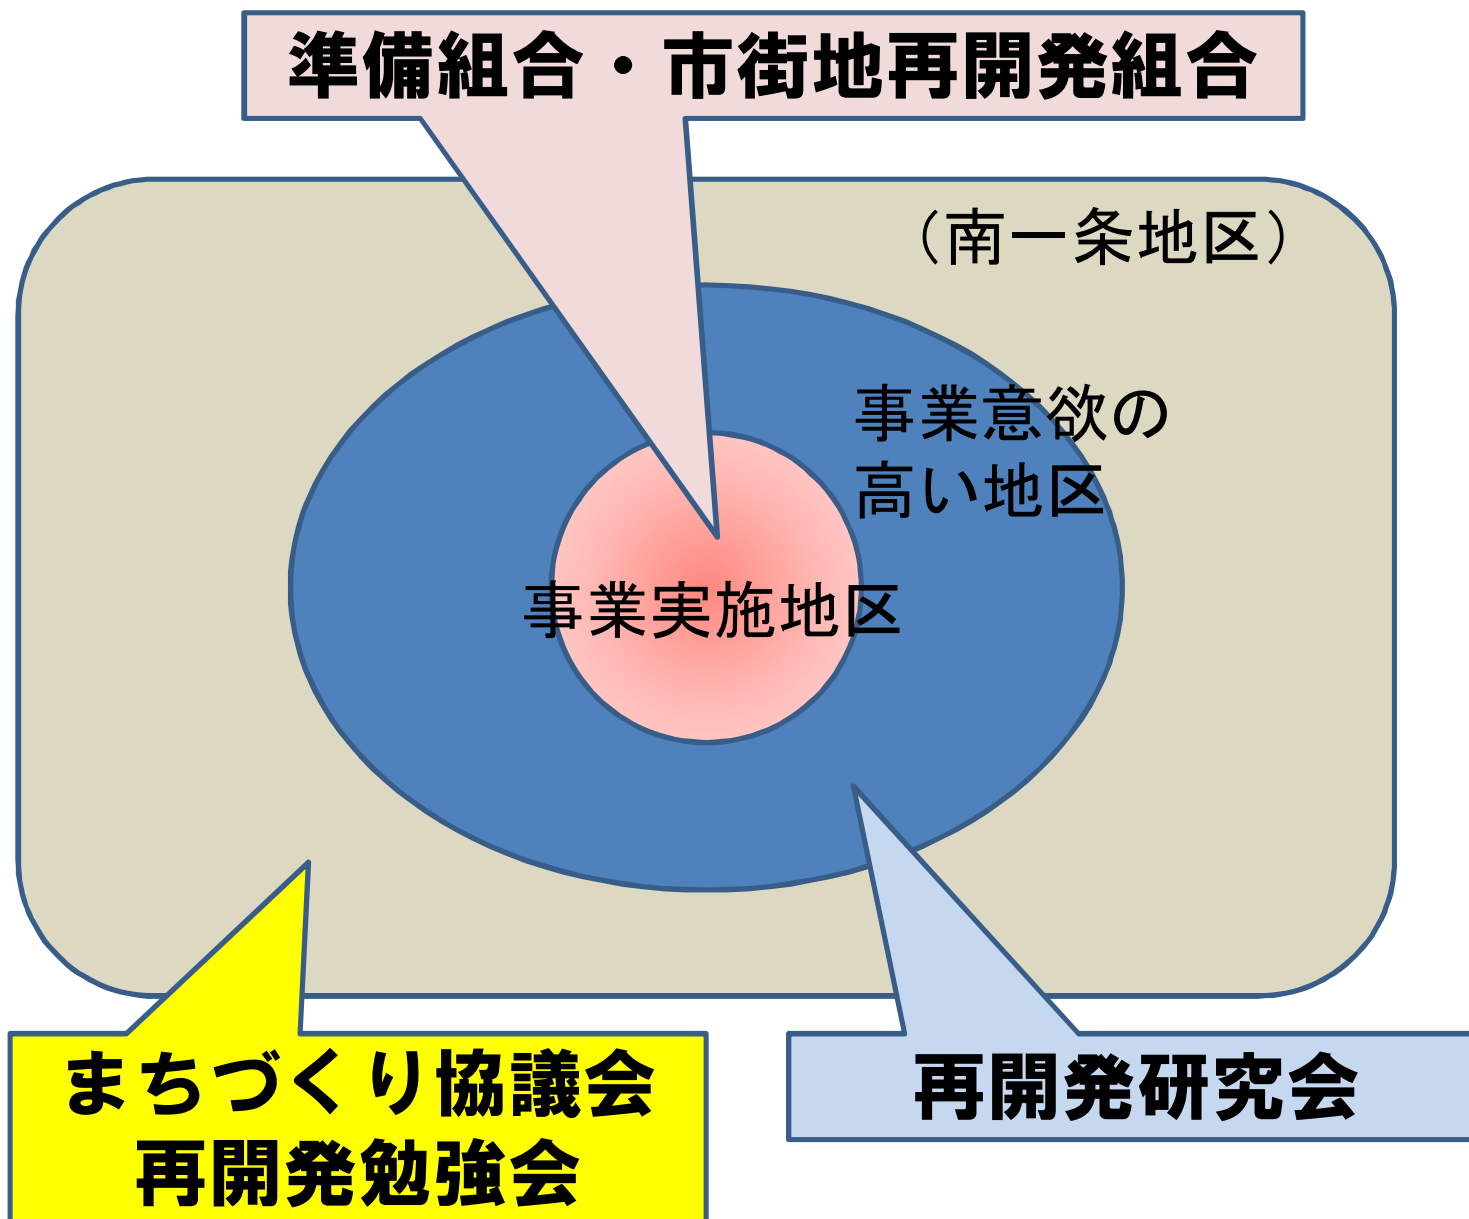 準備組合・市街地再開発組合
（南一条地区）
事業意欲の
高い地区
事業実施地区
まちづくり協議会
再開発勉強会
再開発研究会